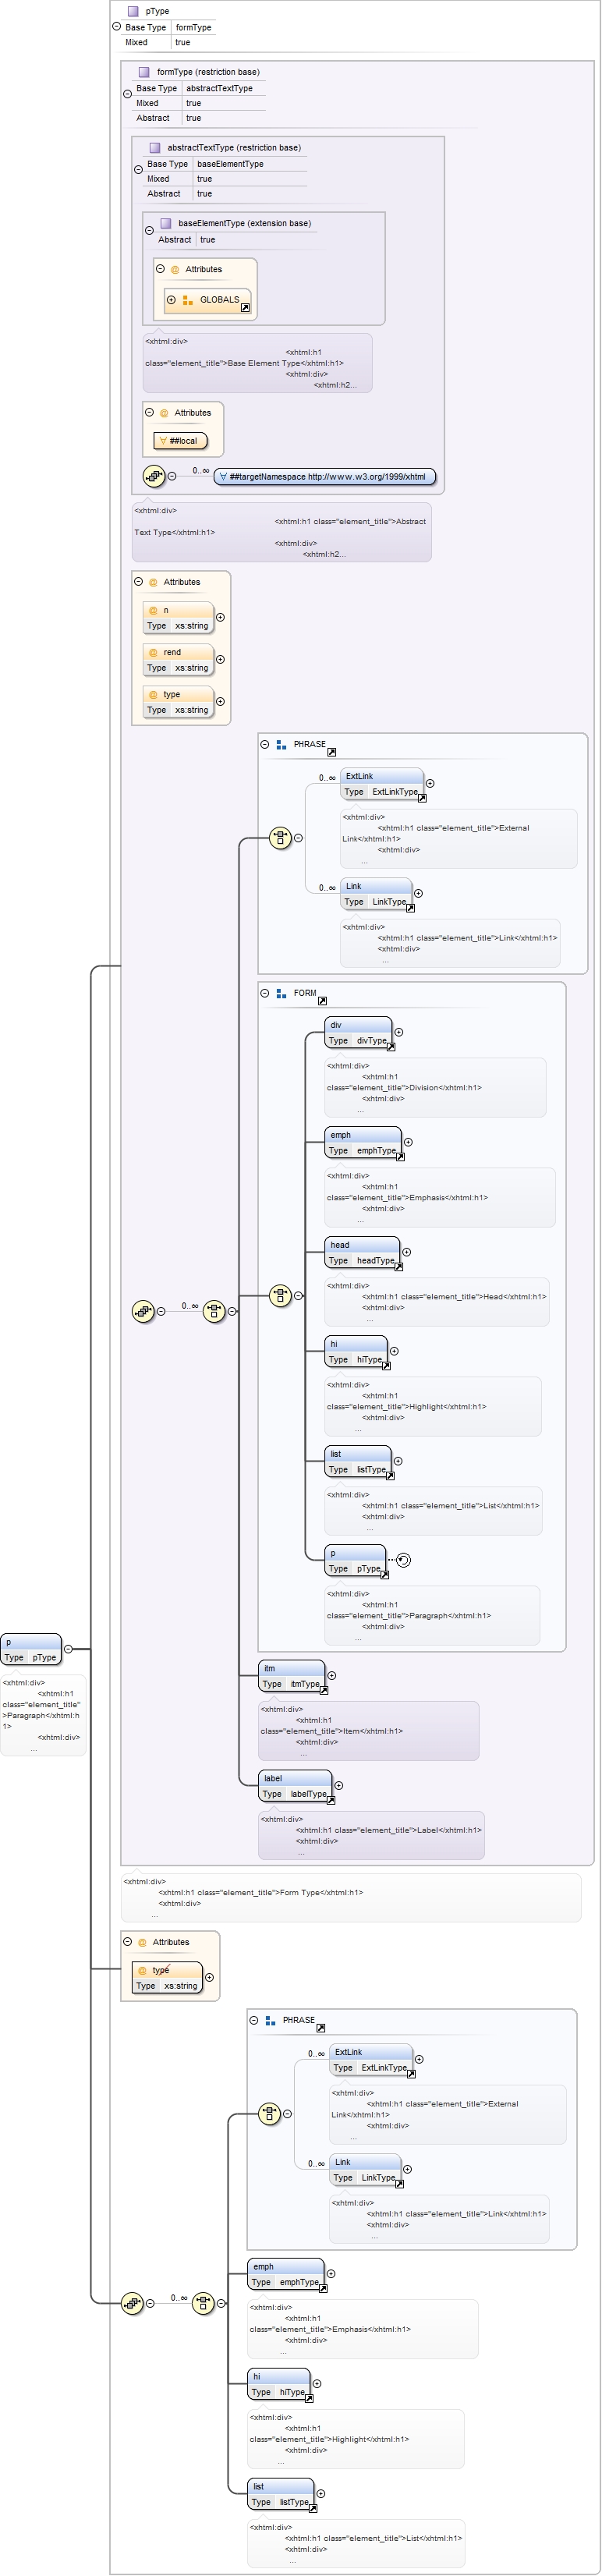 pType
Base Type formType
Mixed true
formType (restriction base)
Base Type abstractTextType
Mixed true
Abstract true
abstractTextType (restriction base)
Base Type baseElementType
Mixed true
Abstract true
baseElementType (extension base)
Abstract true
@ Attributes
GLOBALS
<xhtml:div>
<xhtml:h1
class="element_title">Base Element Type</xhtml:h1>
<xhtml:div>
<xhtml:h2...
@ Attributes
∀ ##local
0..∞
∀ ##targetNamespace http://www.w3.org/1999/xhtml
<xhtml:div>
<xhtml:h1 class="element_title">Abstract
Text Type</xhtml:h1>
<xhtml:div>
<xhtml:h2...
@ Attributes
@ n
Type xs:string
@ rend
Type xs:string
@ type
Type xs:string
PHRASE
0..∞
ExtLink
Type ExtLinkType
<xhtml:div>
<xhtml:h1 class="element_title">External
Link</xhtml:h1>
<xhtml:div>
...
0..∞
Link
Type LinkType
<xhtml:div>
<xhtml:h1 class="element_title">Link</xhtml:h1>
<xhtml:div>
...
FORM
div
Type divType
<xhtml:div>
<xhtml:h1
class="element_title">Division</xhtml:h1>
<xhtml:div>
...
emph
Type emphType
<xhtml:div>
<xhtml:h1
class="element_title">Emphasis</xhtml:h1>
<xhtml:div>
...
head
Type headType
<xhtml:div>
<xhtml:h1 class="element_title">Head</xhtml:h1>
<xhtml:div>
...
0..∞
hi
Type hiType
<xhtml:div>
<xhtml:h1
class="element_title">Highlight</xhtml:h1>
<xhtml:div>
...
list
Type listType
<xhtml:div>
<xhtml:h1 class="element_title">List</xhtml:h1>
<xhtml:div>
...
p
Type pType
<xhtml:div>
<xhtml:h1
class="element_title">Paragraph</xhtml:h1>
<xhtml:div>
...
p
Type pType
<xhtml:div>
<xhtml:h1
class="element_title"
>Paragraph</xhtml:h
1>
<xhtml:div>
...
itm
Type itmType
<xhtml:div>
<xhtml:h1
class="element_title">Item</xhtml:h1>
<xhtml:div>
...
label
Type labelType
<xhtml:div>
<xhtml:h1 class="element_title">Label</xhtml:h1>
<xhtml:div>
...
<xhtml:div>
<xhtml:h1 class="element_title">Form Type</xhtml:h1>
<xhtml:div>
...
@ Attributes
@ type
Type xs:string
PHRASE
0..∞
ExtLink
Type ExtLinkType
<xhtml:div>
<xhtml:h1 class="element_title">External
Link</xhtml:h1>
<xhtml:div>
...
0..∞
Link
Type LinkType
<xhtml:div>
<xhtml:h1 class="element_title">Link</xhtml:h1>
<xhtml:div>
...
emph
Type emphType
0..∞
<xhtml:div>
<xhtml:h1
class="element_title">Emphasis</xhtml:h1>
<xhtml:div>
...
hi
Type hiType
<xhtml:div>
<xhtml:h1
class="element_title">Highlight</xhtml:h1>
<xhtml:div>
...
list
Type listType
<xhtml:div>
<xhtml:h1 class="element_title">List</xhtml:h1>
<xhtml:div>
...